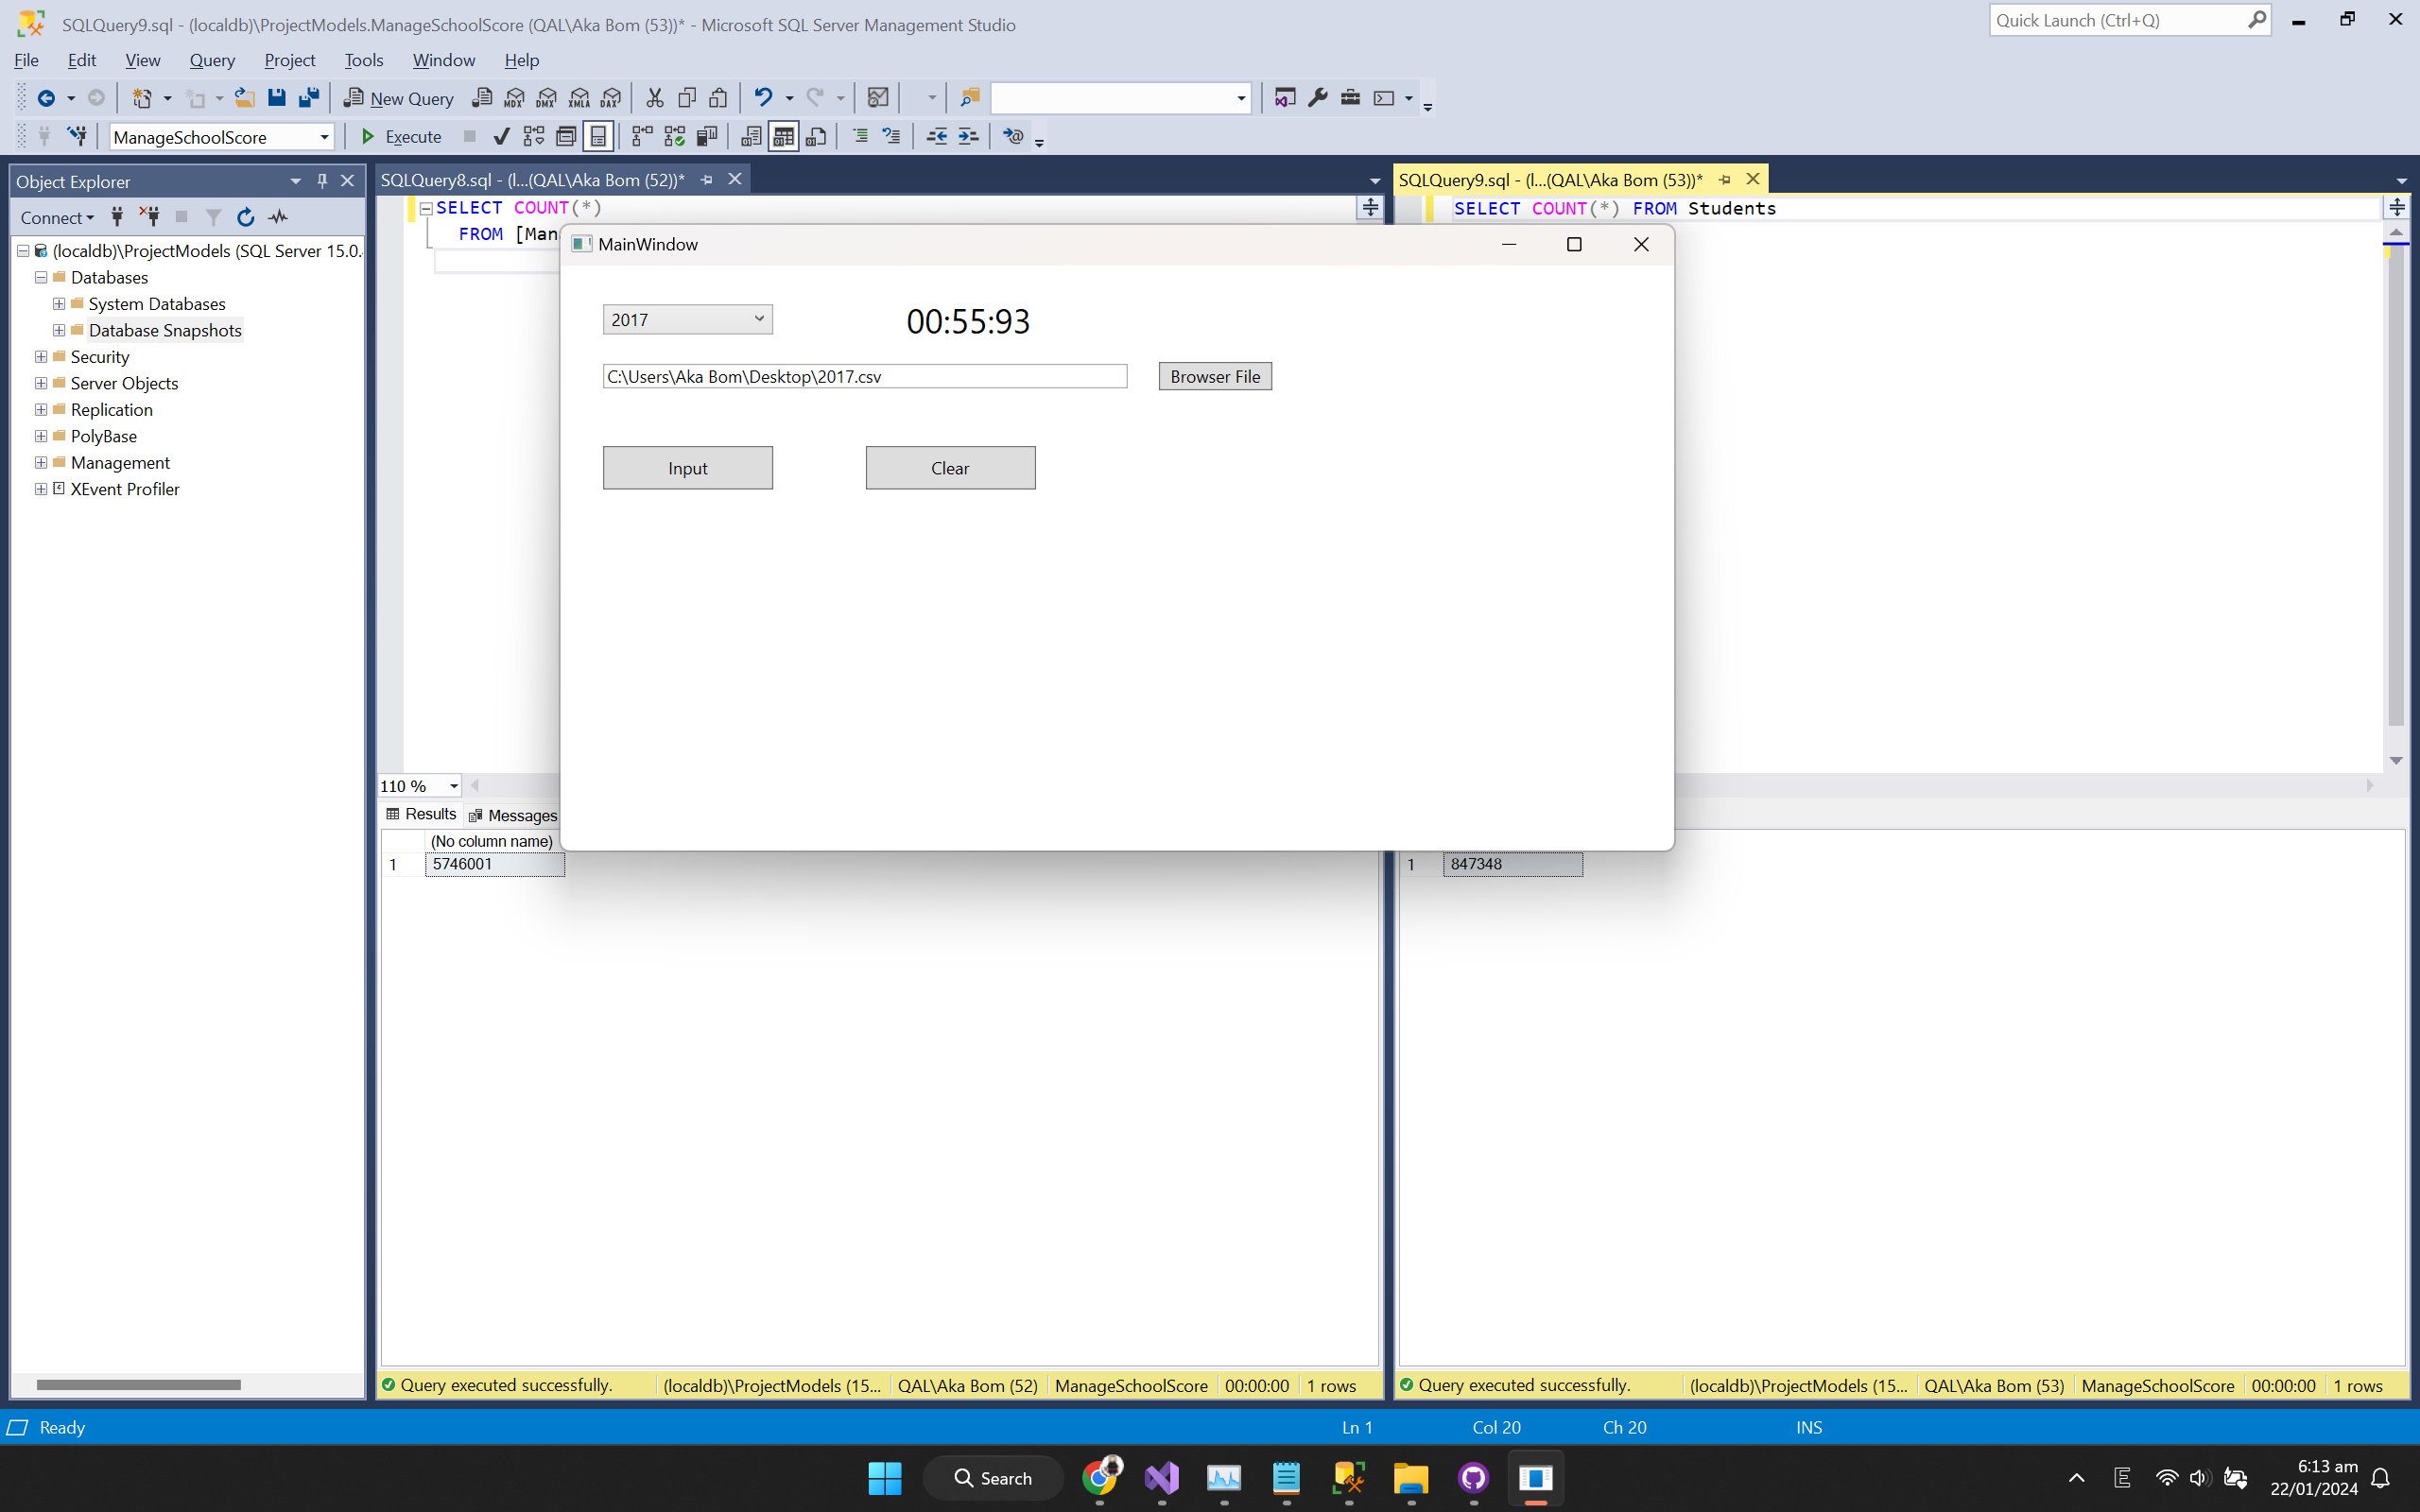 SQLQuery9.sql - (localdb)\ProjectModels.ManageSchoolScore (QAL\Aka Bom (53))* - Microsoft SQL Server Management Studio
Quick Launch (Ctrl+Q)
File Edit View Query Project Tools Window Help
New Query MDX DMX XMLA DAX
ManageSchoolScore Execute
Object Explorer
Connect
(localdb)\ProjectModels (SQL Server 15.0.
Databases
System Databases
Database Snapshots
Security
Server Objects
Replication
PolyBase
Management
XEvent Profiler
SQLQuery8.sql - (l...(QAL\Aka Bom (52))*
SELECT COUNT(*)
FROM [Man
SQLQuery9.sql - (l...(QAL\Aka Bom (53))*
SELECT COUNT(*) FROM Students
MainWindow
2017
00:55:93
C:\Users\Aka Bom\Desktop\2017.csv
Browser File
Input
Clear
110 %
Results Messages
(No column name)
1 5746001
1 847348
Query executed successfully. (localdb)\ProjectModels (15... QAL\Aka Bom (52) ManageSchoolScore 00:00:00 1 rows
Query executed successfully. (localdb)\ProjectModels (15... QAL\Aka Bom (53) ManageSchoolScore 00:00:00 1 rows
Ready Ln 1 Col 20 Ch 20 INS
Search
E
6:13 am
22/01/2024